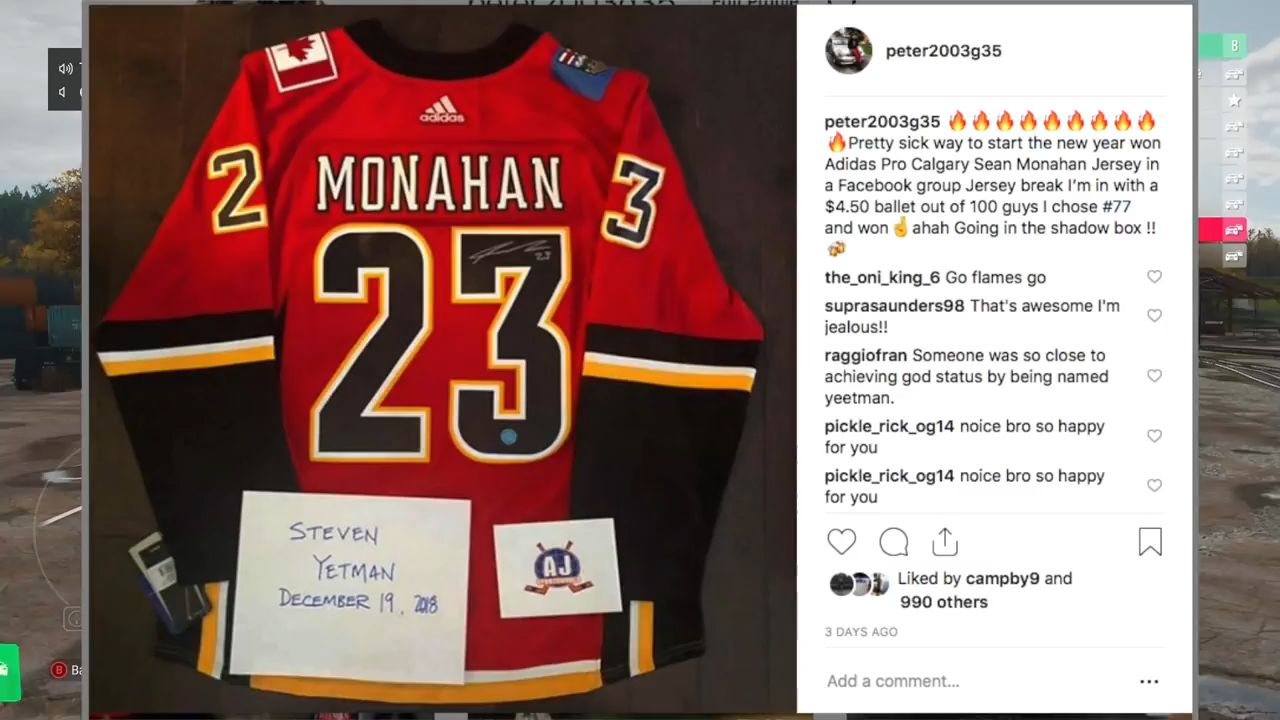 peter2003g35
adidas
MONAHAN
2
3
23
23
STEVEN
YETMAN
DECEMBER 19, 2018
AJ
SPORTSWORLD
peter2003g35 🔥🔥🔥🔥🔥🔥🔥🔥🔥
🔥Pretty sick way to start the new year won
Adidas Pro Calgary Sean Monahan Jersey in
a Facebook group Jersey break I'm in with a
$4.50 ballet out of 100 guys I chose #77
and won ☝ahah Going in the shadow box !!
🍻
the_oni_king_6 Go flames go
suprasaunders98 That's awesome I'm
jealous!!
raggiofran Someone was so close to
achieving god status by being named
yeetman.
pickle_rick_og14 noice bro so happy
for you
pickle_rick_og14 noice bro so happy
for you
Liked by campby9 and
990 others
3 DAYS AGO
Add a comment...
8
B Ba